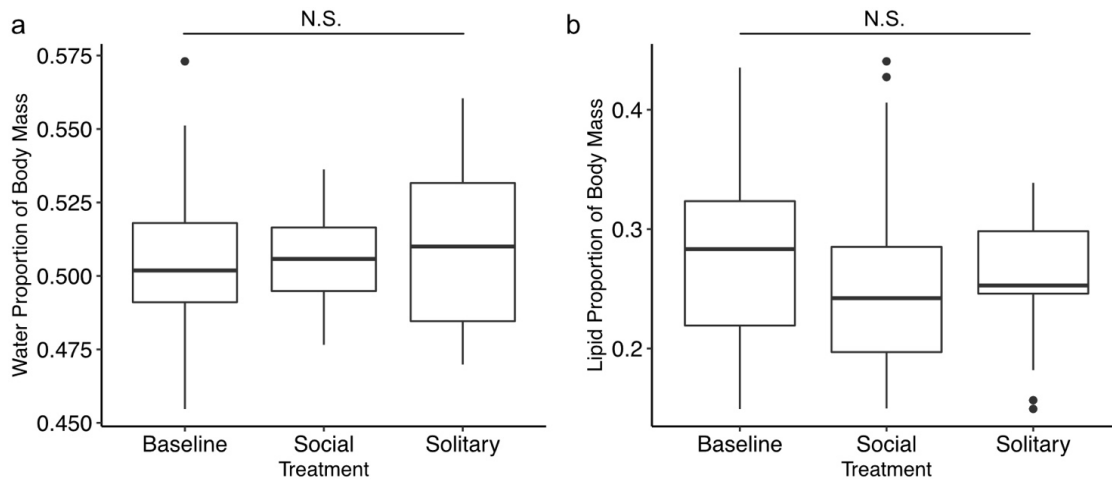 a
N.S.
Water Proportion of Body Mass
0.575
0.550
0.525
0.500
0.475
0.450
Baseline
Social
Solitary
Treatment
b
N.S.
Lipid Proportion of Body Mass
0.4
0.3
0.2
Baseline
Social
Solitary
Treatment